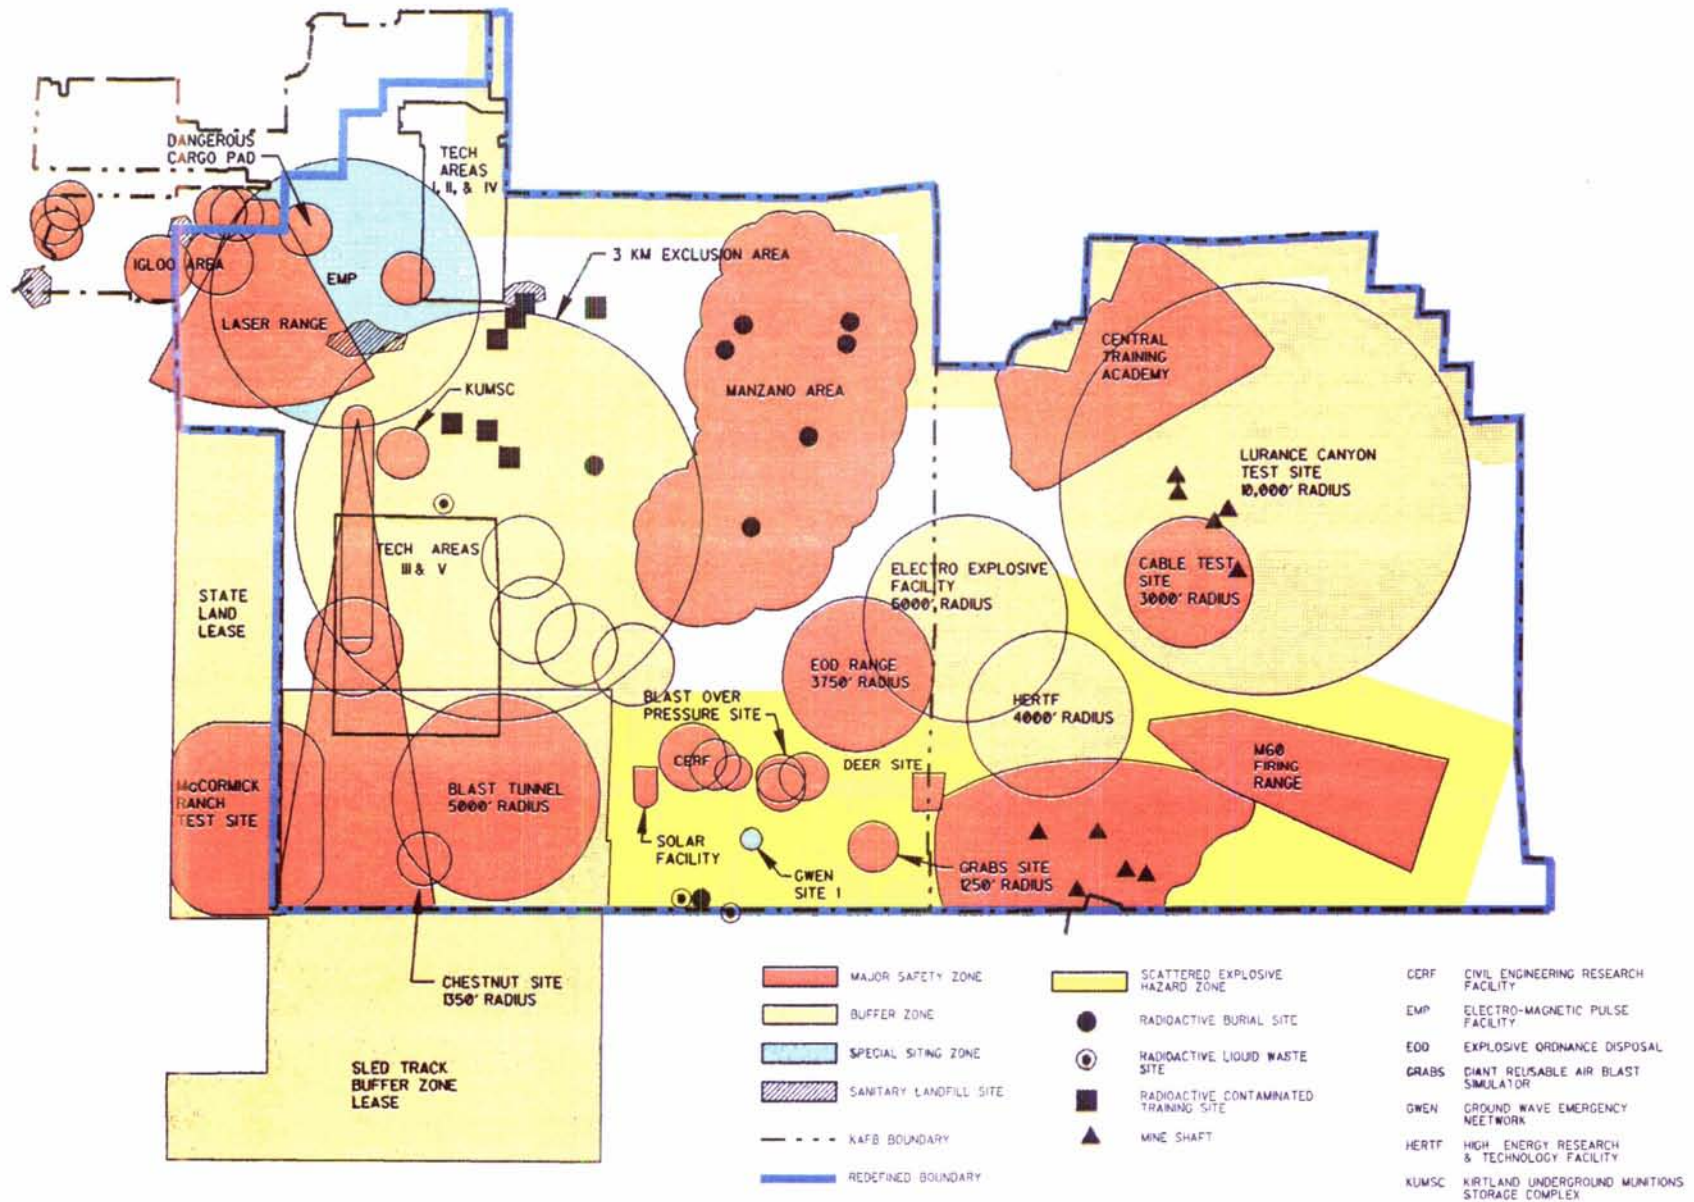 DANGEROUS
CARGO PAD
TECH
AREAS
I, II, & IV
3 KM EXCLUSION AREA
IGLOO AREA
EMP
LASER RANGE
CENTRAL
TRAINING
ACADEMY
KUMSC
MANZANO AREA
LURANCE CANYON
TEST SITE
10,000' RADIUS
TECH AREAS
III & V
ELECTRO EXPLOSIVE
FACILITY
6000' RADIUS
CABLE TEST
SITE
3000' RADIUS
STATE
LAND
LEASE
EOD RANGE
3750' RADIUS
BLAST OVER
PRESSURE SITE
HERTF
4000' RADIUS
CERF
DEER SITE
M60
FIRING
RANGE
McCORMICK
RANCH
TEST SITE
BLAST TUNNEL
5000' RADIUS
SOLAR
FACILITY
GWEN
SITE 1
GRABS SITE
1250' RADIUS
CHESTNUT SITE
1350' RADIUS
SLED TRACK
BUFFER ZONE
LEASE
MAJOR SAFETY ZONE
BUFFER ZONE
SPECIAL SITING ZONE
SANITARY LANDFILL SITE
KAFB BOUNDARY
REDEFINED BOUNDARY
SCATTERED EXPLOSIVE
HAZARD ZONE
RADIOACTIVE BURIAL SITE
RADIOACTIVE LIQUID WASTE
SITE
RADIOACTIVE CONTAMINATED
TRAINING SITE
MINE SHAFT
CERF CIVIL ENGINEERING RESEARCH
FACILITY
EMP ELECTRO-MAGNETIC PULSE
FACILITY
EOD EXPLOSIVE ORDNANCE DISPOSAL
GRABS GIANT REUSABLE AIR BLAST
SIMULATOR
GWEN GROUND WAVE EMERGENCY
NEETWORK
HERTF HIGH ENERGY RESEARCH
& TECHNOLOGY FACILITY
KUMSC KIRTLAND UNDERGROUND MUNITIONS
STORAGE COMPLEX